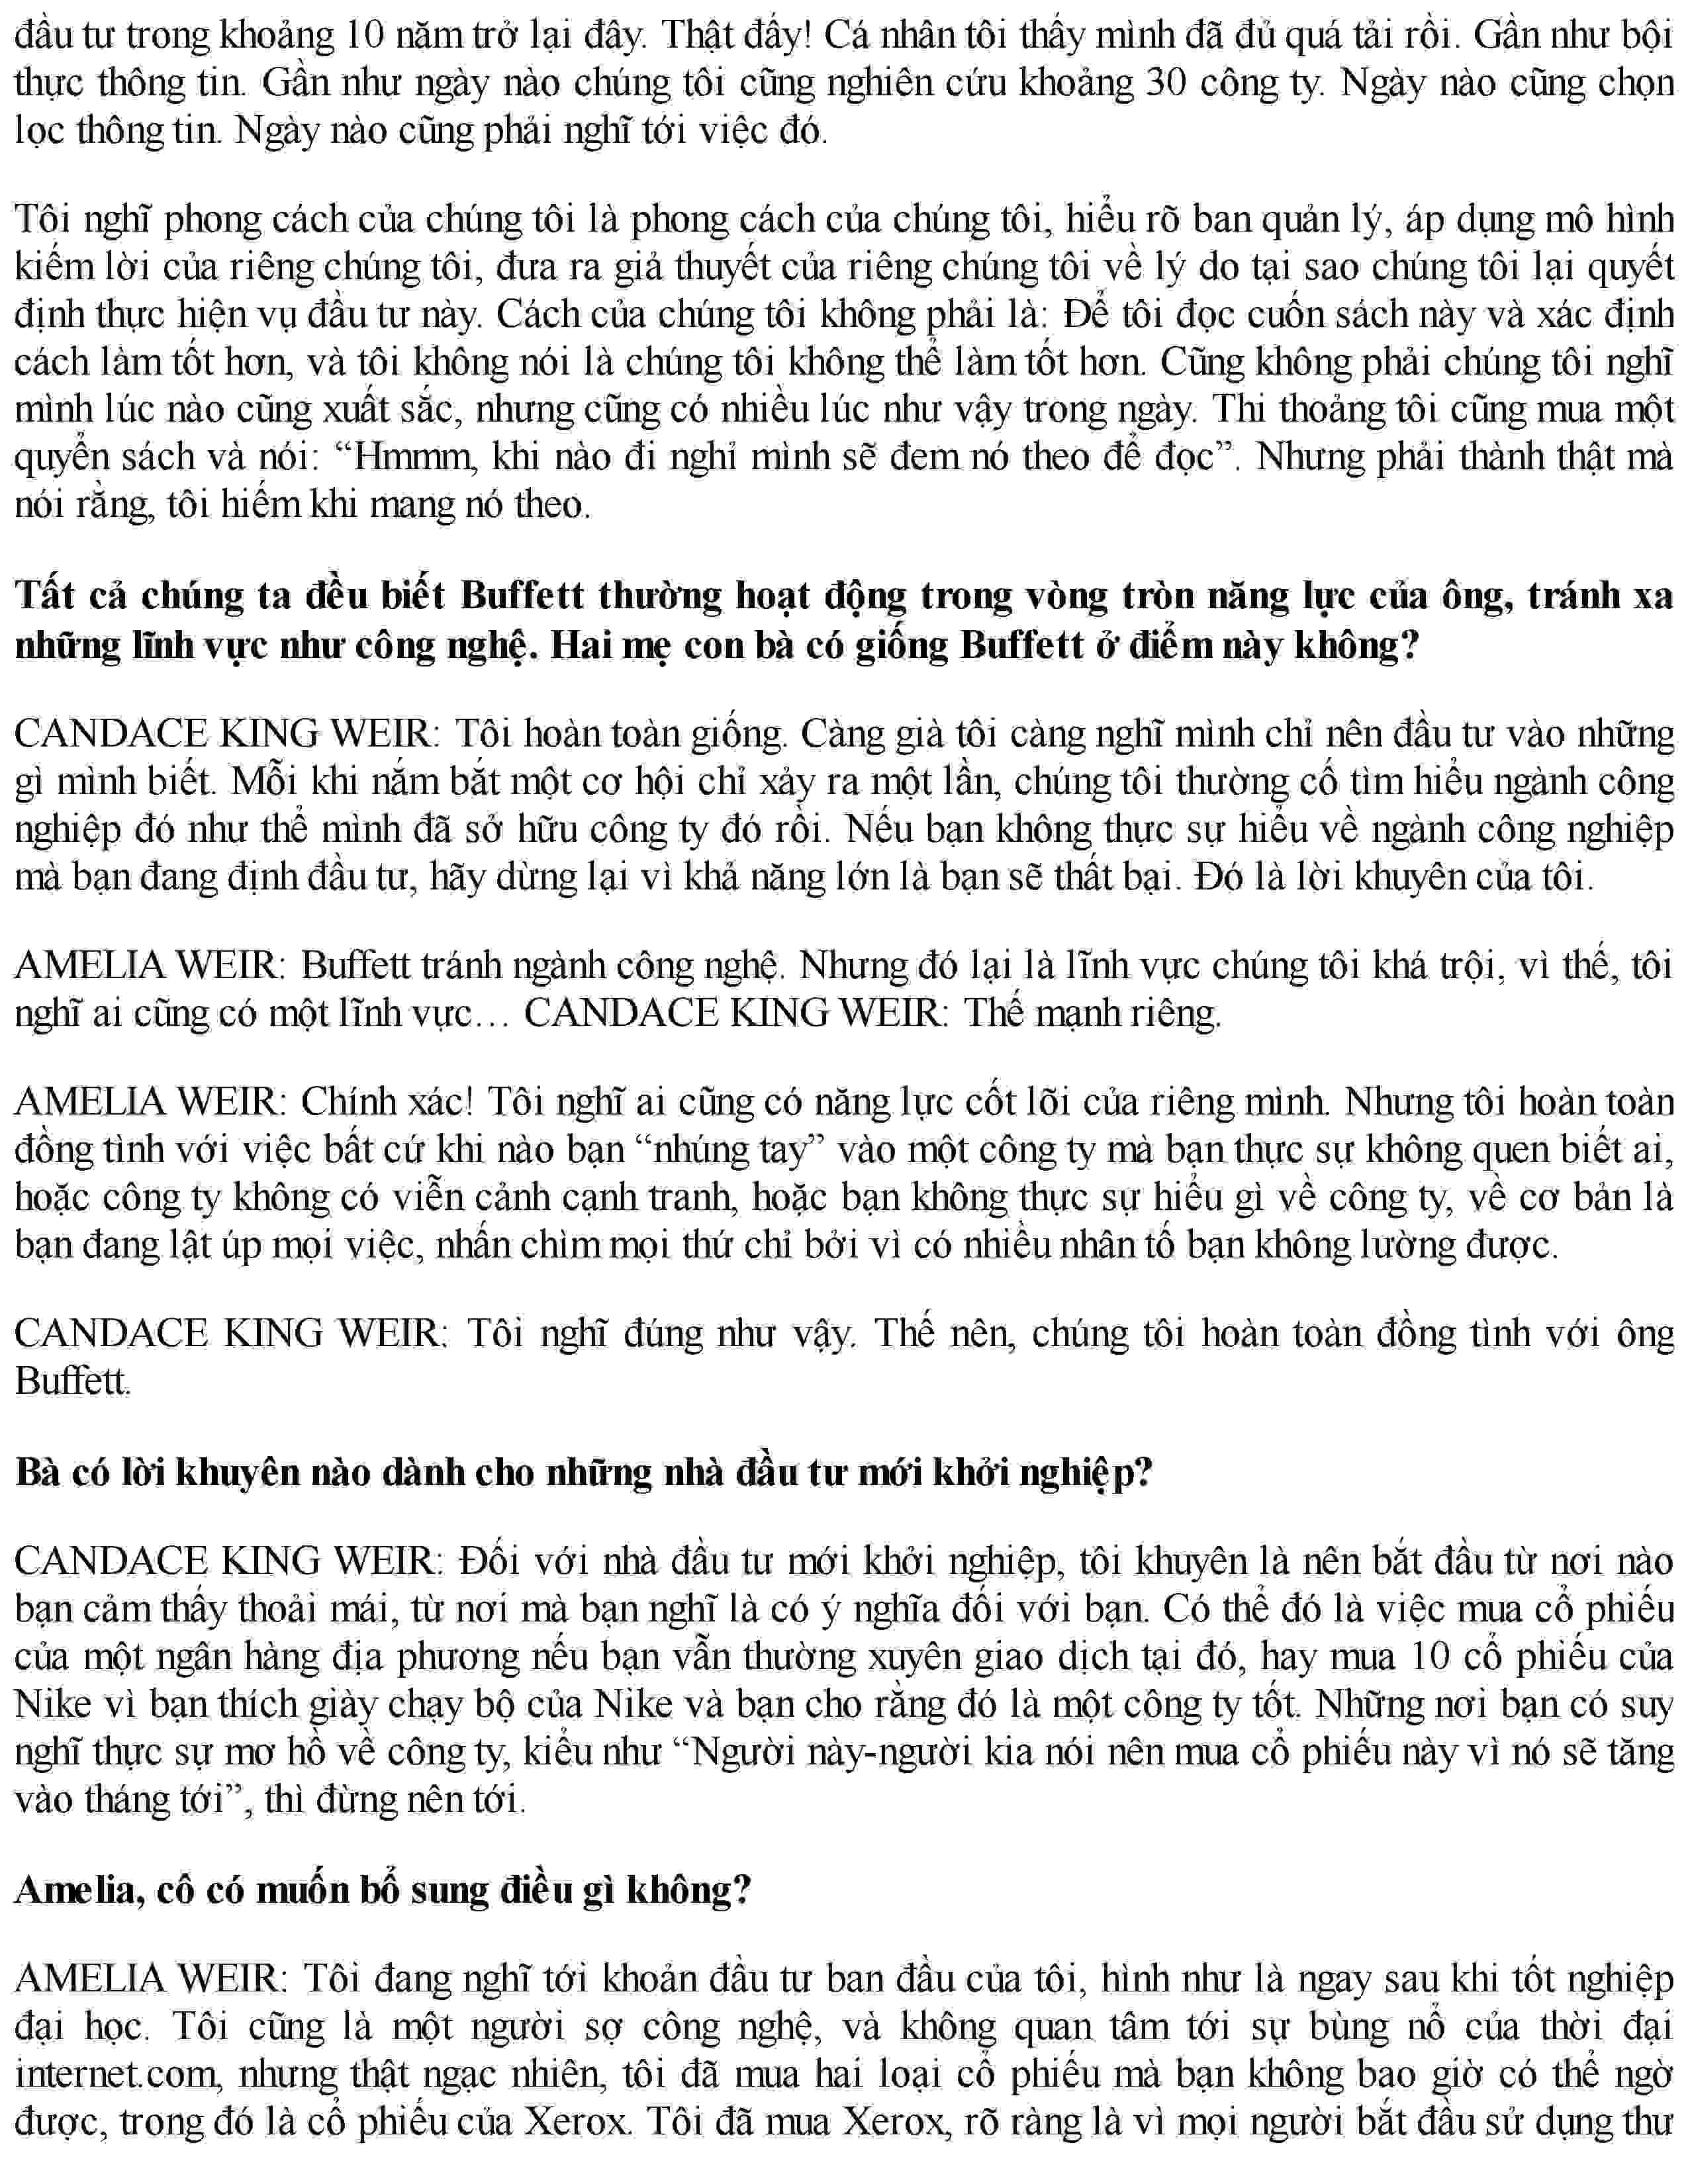 đầu tư trong khoảng 10 năm trở lại đây. Thật đấy! Cá nhân tôi thấy mình đã đủ quá tải rồi. Gần như bội
thực thông tin. Gần như ngày nào chúng tôi cũng nghiên cứu khoảng 30 công ty. Ngày nào cũng chọn
lọc thông tin. Ngày nào cũng phải nghĩ tới việc đó.
Tôi nghĩ phong cách của chúng tôi là phong cách của chúng tôi, hiểu rõ ban quản lý, áp dụng mô hình
kiếm lời của riêng chúng tôi, đưa ra giả thuyết của riêng chúng tôi về lý do tại sao chúng tôi lại quyết
định thực hiện vụ đầu tư này. Cách của chúng tôi không phải là: Để tôi đọc cuốn sách này và xác định
cách làm tốt hơn, và tôi không nói là chúng tôi không thể làm tốt hơn. Cũng không phải chúng tôi nghĩ
mình lúc nào cũng xuất sắc, nhưng cũng có nhiều lúc như vậy trong ngày. Thi thoảng tôi cũng mua một
quyển sách và nói: “Hmmm, khi nào đi nghỉ mình sẽ đem nó theo để đọc”. Nhưng phải thành thật mà
nói rằng, tôi hiếm khi mang nó theo.
Tất cả chúng ta đều biết Buffett thường hoạt động trong vòng tròn năng lực của ông, tránh xa
những lĩnh vực như công nghệ. Hai mẹ con bà có giống Buffett ở điểm này không?
CANDACE KING WEIR: Tôi hoàn toàn giống. Càng già tôi càng nghĩ mình chỉ nên đầu tư vào những
gì mình biết. Mỗi khi nắm bắt một cơ hội chỉ xảy ra một lần, chúng tôi thường cố tìm hiểu ngành công
nghiệp đó như thể mình đã sở hữu công ty đó rồi. Nếu bạn không thực sự hiểu về ngành công nghiệp
mà bạn đang định đầu tư, hãy dừng lại vì khả năng lớn là bạn sẽ thất bại. Đó là lời khuyên của tôi.
AMELIA WEIR: Buffett tránh ngành công nghệ. Nhưng đó lại là lĩnh vực chúng tôi khá trội, vì thế, tôi
nghĩ ai cũng có một lĩnh vực… CANDACE KING WEIR: Thế mạnh riêng.
AMELIA WEIR: Chính xác! Tôi nghĩ ai cũng có năng lực cốt lõi của riêng mình. Nhưng tôi hoàn toàn
đồng tình với việc bất cứ khi nào bạn “nhúng tay” vào một công ty mà bạn thực sự không quen biết ai,
hoặc công ty không có viễn cảnh cạnh tranh, hoặc bạn không thực sự hiểu gì về công ty, về cơ bản là
bạn đang lật úp mọi việc, nhấn chìm mọi thứ chỉ bởi vì có nhiều nhân tố bạn không lường được.
CANDACE KING WEIR: Tôi nghĩ đúng như vậy. Thế nên, chúng tôi hoàn toàn đồng tình với ông
Buffett.
Bà có lời khuyên nào dành cho những nhà đầu tư mới khởi nghiệp?
CANDACE KING WEIR: Đối với nhà đầu tư mới khởi nghiệp, tôi khuyên là nên bắt đầu từ nơi nào
bạn cảm thấy thoải mái, từ nơi mà bạn nghĩ là có ý nghĩa đối với bạn. Có thể đó là việc mua cổ phiếu
của một ngân hàng địa phương nếu bạn vẫn thường xuyên giao dịch tại đó, hay mua 10 cổ phiếu của
Nike vì bạn thích giày chạy bộ của Nike và bạn cho rằng đó là một công ty tốt. Những nơi bạn có suy
nghĩ thực sự mơ hồ về công ty, kiểu như “Người này-người kia nói nên mua cổ phiếu này vì nó sẽ tăng
vào tháng tới”, thì đừng nên tới.
Amelia, cô có muốn bổ sung điều gì không?
AMELIA WEIR: Tôi đang nghĩ tới khoản đầu tư ban đầu của tôi, hình như là ngay sau khi tốt nghiệp
đại học. Tôi cũng là một người sợ công nghệ, và không quan tâm tới sự bùng nổ của thời đại
internet.com, nhưng thật ngạc nhiên, tôi đã mua hai loại cổ phiếu mà bạn không bao giờ có thể ngờ
được, trong đó là cổ phiếu của Xerox. Tôi đã mua Xerox, rõ ràng là vì mọi người bắt đầu sử dụng thư